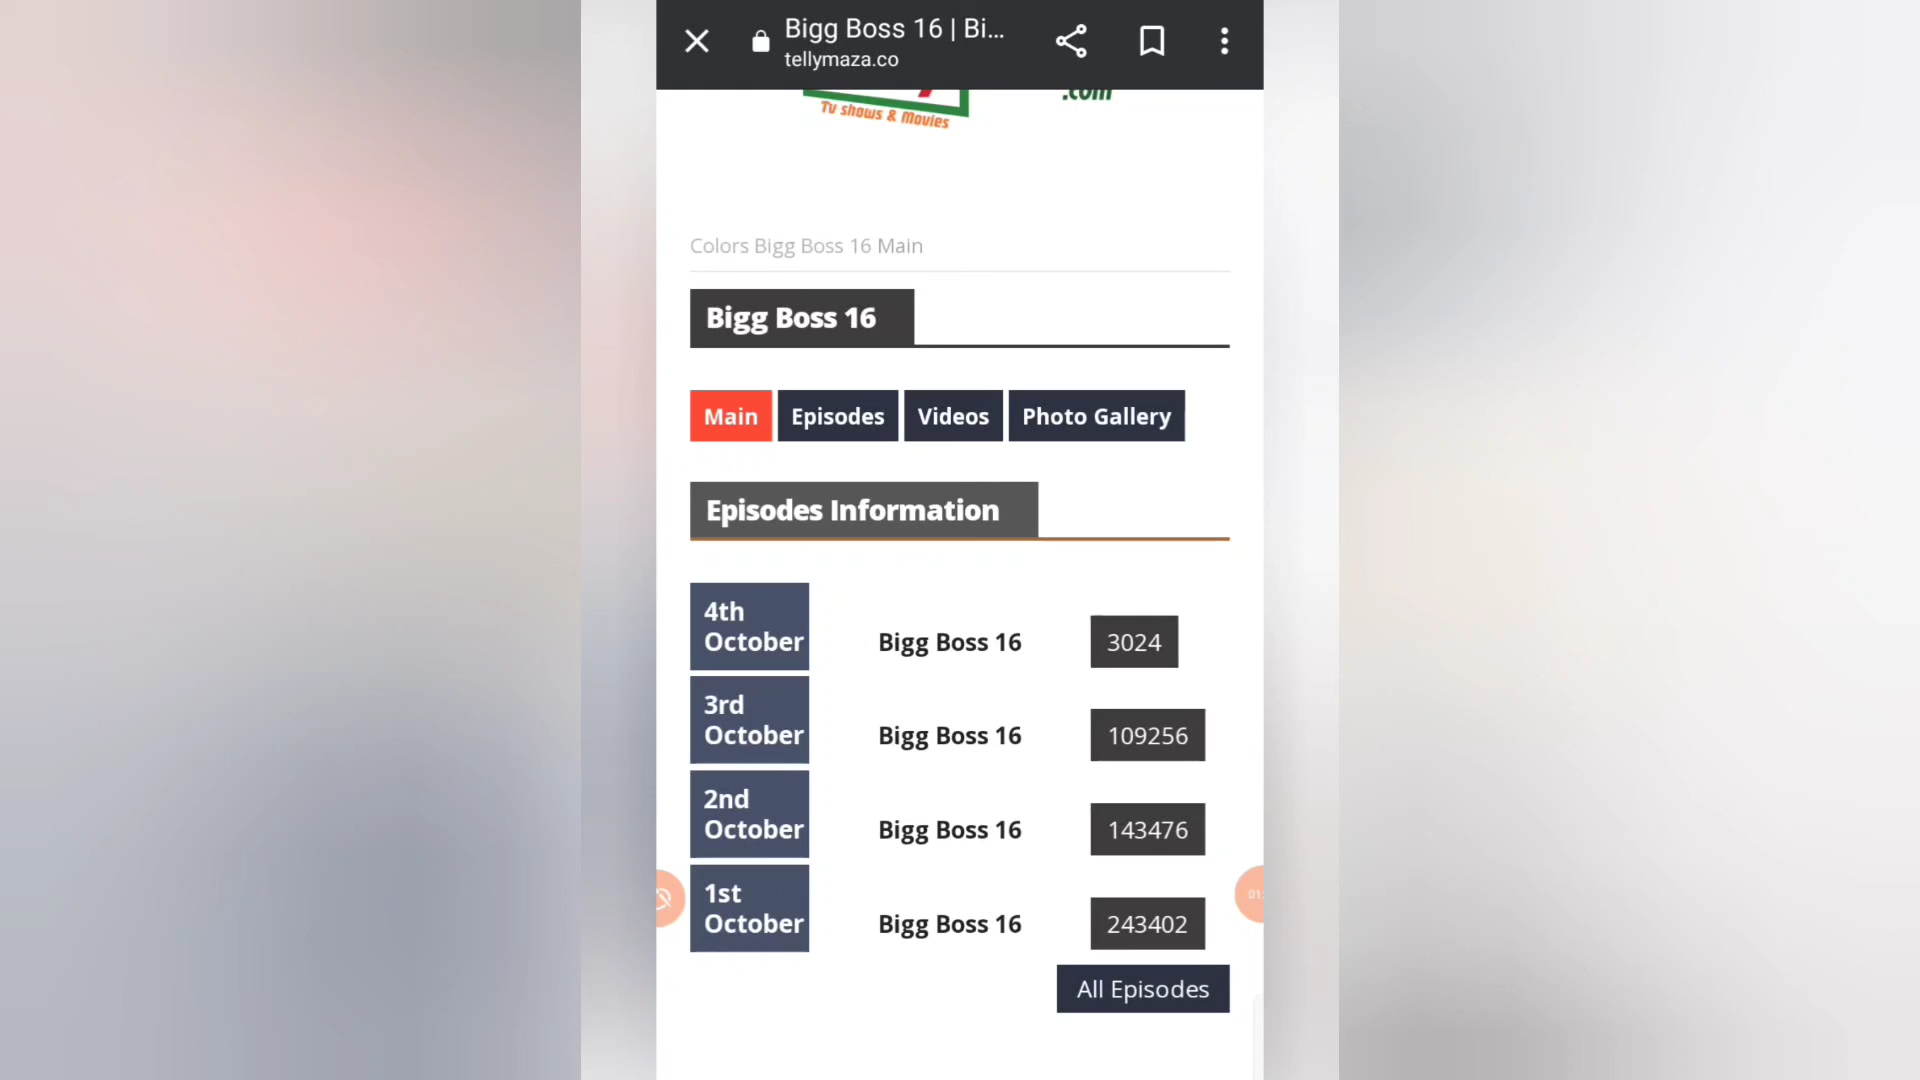 Bigg Boss 16 | Bi...
tellymaza.co
.com
Tv shows & Movies
Colors Bigg Boss 16 Main
Bigg Boss 16
Main Episodes Videos Photo Gallery
Episodes Information
4th
October
Bigg Boss 16 3024
3rd
October
Bigg Boss 16 109256
2nd
October
Bigg Boss 16 143476
1st
October
Bigg Boss 16 243402
All Episodes